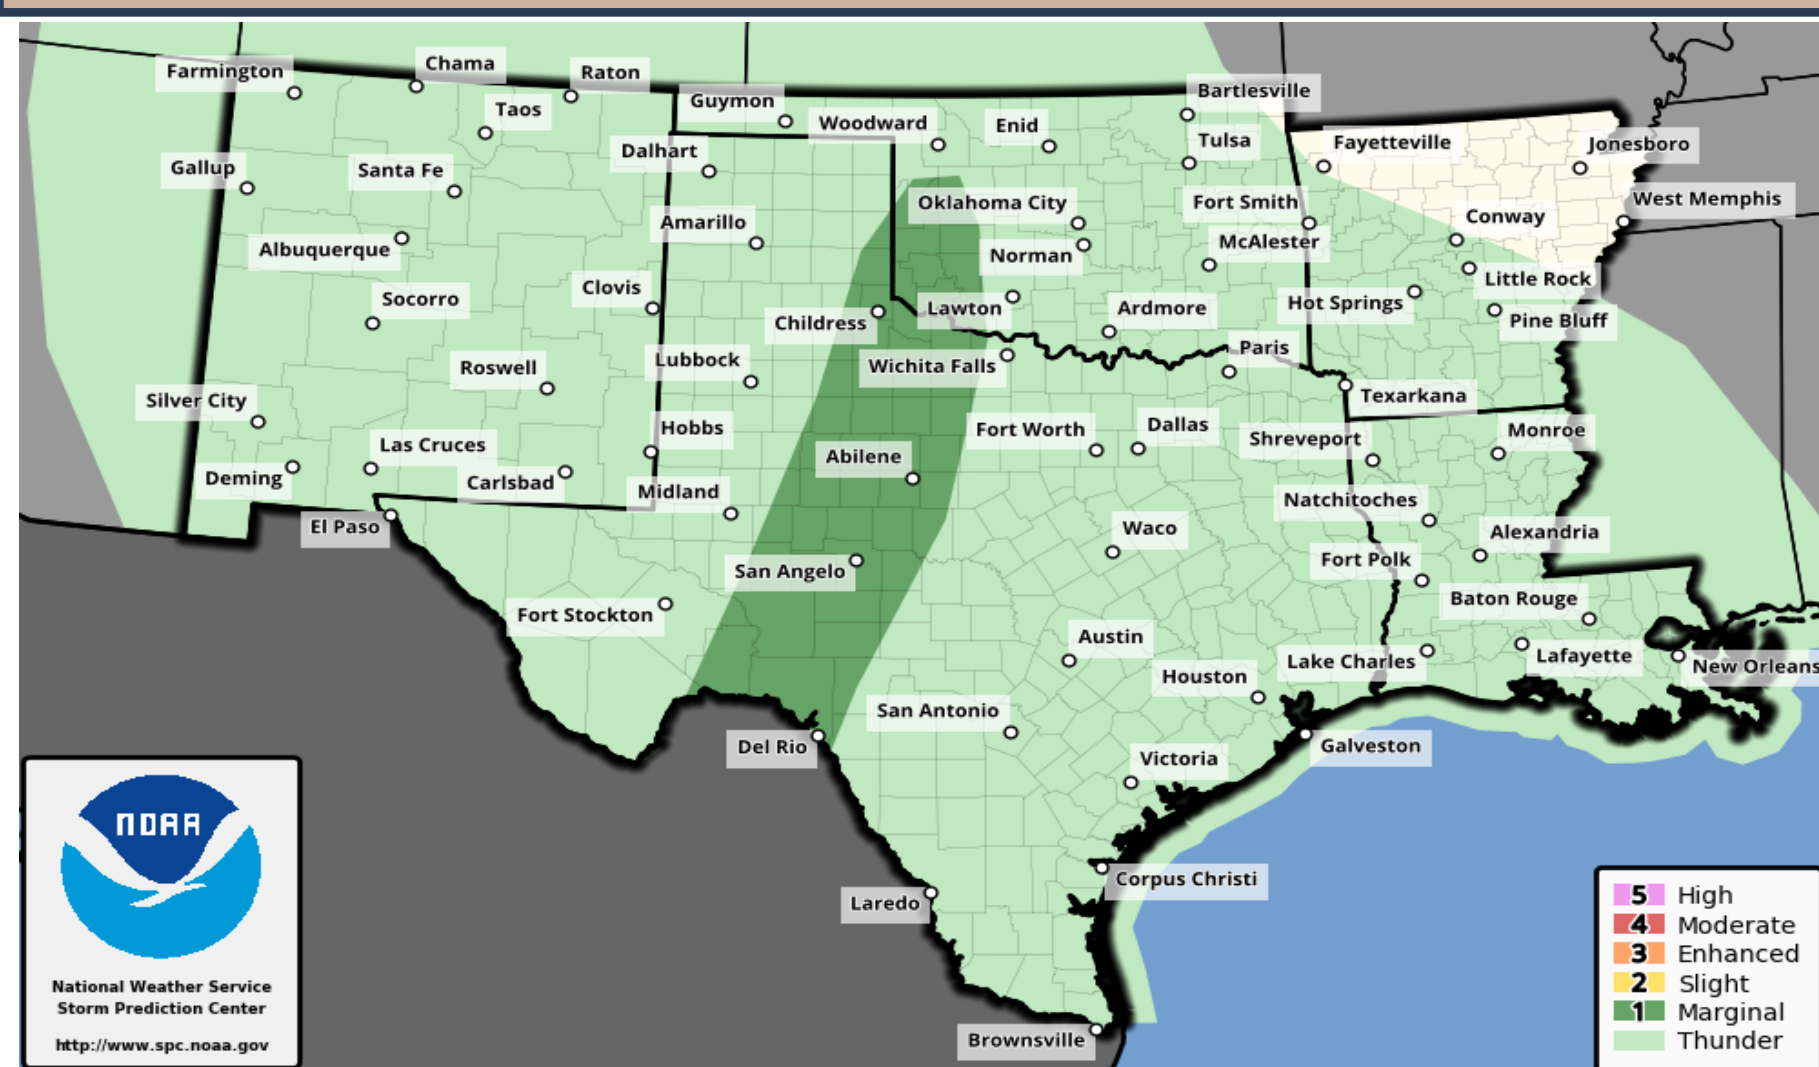 Chama
Farmington
Raton
Guymon
Bartlesville
Taos
Woodward
Enid
Tulsa
Fayetteville
Jonesboro
Dalhart
Gallup
Santa Fe
Oklahoma City
Fort Smith
West Memphis
Amarillo
Conway
Albuquerque
Norman
McAlester
Little Rock
Clovis
Socorro
Childress
Lawton
Ardmore
Hot Springs
Pine Bluff
Paris
Roswell
Lubbock
Wichita Falls
Texarkana
Silver City
Hobbs
Fort Worth
Dallas
Shreveport
Monroe
Las Cruces
Abilene
Deming
Carlsbad
Midland
Natchitoches
El Paso
Waco
Alexandria
San Angelo
Fort Polk
Baton Rouge
Fort Stockton
Austin
Lake Charles
Lafayette
New Orleans
Houston
San Antonio
Del Rio
Galveston
Victoria
Corpus Christi
Laredo
Brownsville
NOAA
National Weather Service
Storm Prediction Center
http://www.spc.noaa.gov
5 High
4 Moderate
3 Enhanced
2 Slight
1 Marginal
Thunder